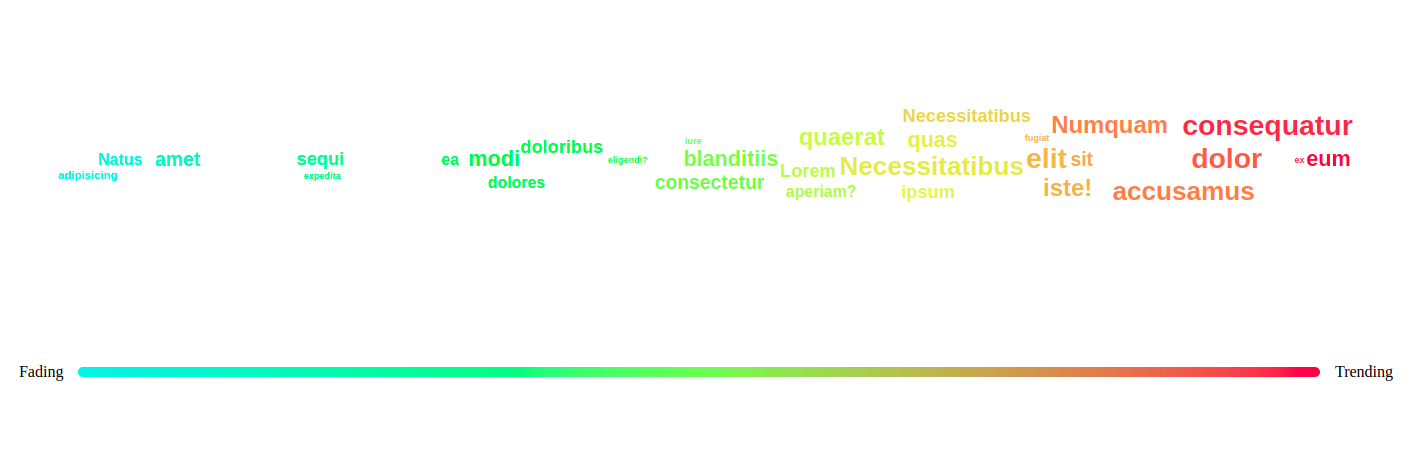 Necessitatibus
Numquam
consequatur
quaerat
quas
fugiat
iure
doloribus
Natus
amet
sequi
ea
modi
eligendi?
blanditiis
Necessitatibus
elit
sit
dolor
ex
eum
adipisicing
expedita
dolores
consectetur
Lorem
aperiam?
ipsum
iste!
accusamus
Fading
Trending